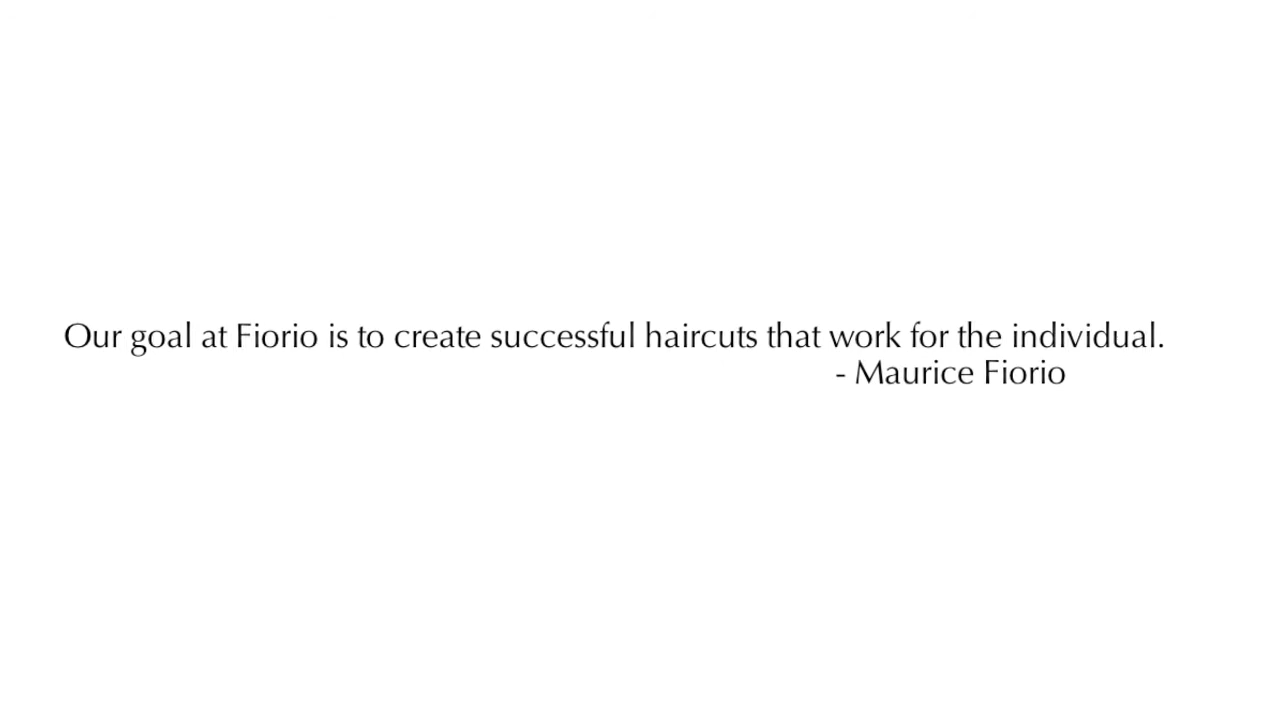 Our goal at Fiorio is to create successful haircuts that work for the individual.
- Maurice Fiorio